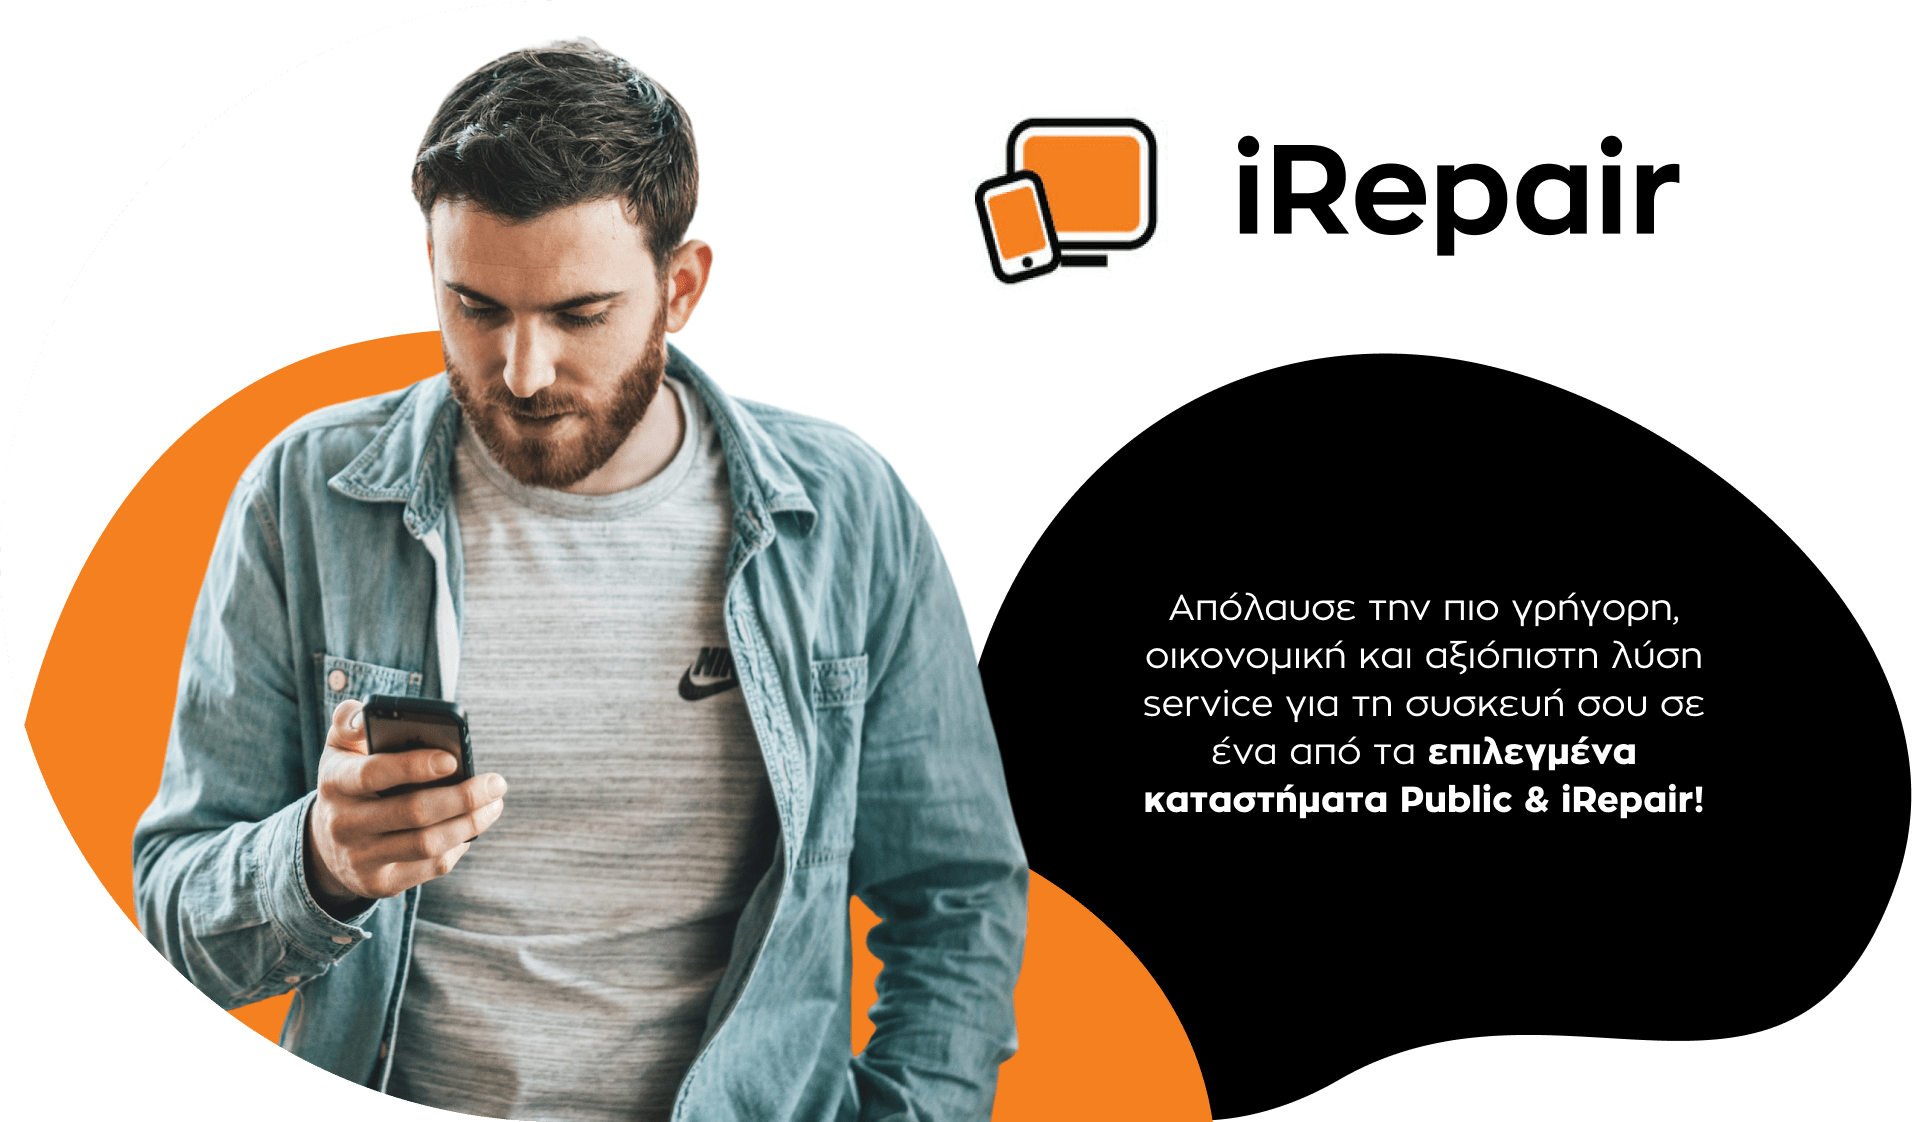 iRepair
Απόλαυσε την πιο γρήγορη,
οικονομική και αξιόπιστη λύση
service για τη συσκευή σου σε
ένα από τα επιλεγμένα
καταστήματα Public & iRepair!